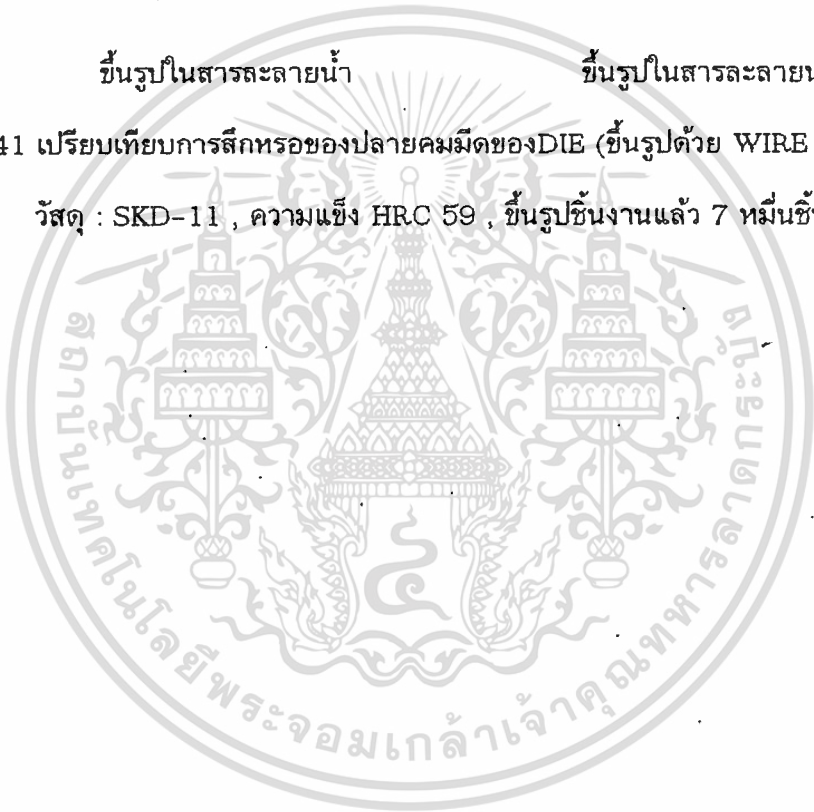 ขึ้นรูปในสารละลายน้ำ ขึ้นรูปในสารละลาย
41 เปรียบเทียบการสึกหรอของปลายคมมีดของDIE (ขึ้นรูปด้วย WIRE
วัสดุ : SKD-11 , ความแข็ง HRC 59 , ขึ้นรูปชิ้นงานแล้ว 7 หมื่น
สถาบันเทคโนโลยีพระจอมเกล้าเจ้าคุณทหารลาดกระบัง